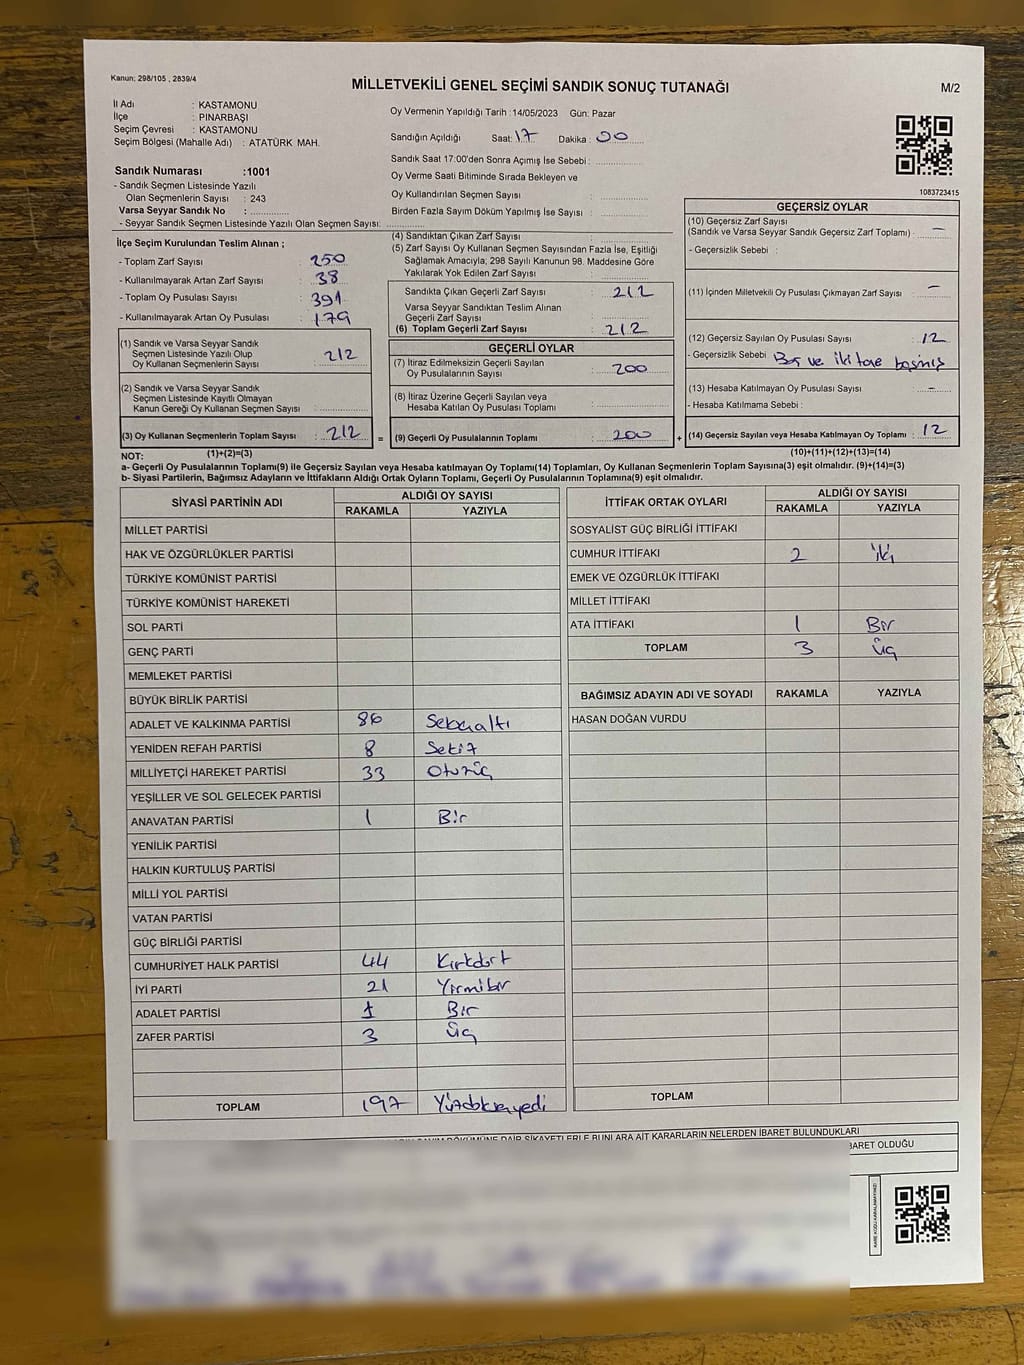 Kanun: 298/105 , 2839/4
MİLLETVEKİLİ GENEL SEÇİMİ SANDIK SONUÇ TUTANAĞI
M/2
İl Adı : KASTAMONU
İlçe : PINARBAŞI
Seçim Çevresi : KASTAMONU
Seçim Bölgesi (Mahalle Adı) : ATATÜRK MAH.
Oy Vermenin Yapıldığı Tarih :14/05/2023 Gün: Pazar
Sandığın Açıldığı Saat: 17 Dakika : 00
Sandık Saat 17:00'den Sonra Açımış İse Sebebi :
Oy Verme Saati Bitiminde Sırada Bekleyen ve
Oy Kullandırılan Seçmen Sayısı :
Birden Fazla Sayım Döküm Yapılmış İse Sayısı :
1083723415
Sandık Numarası :1001
- Sandık Seçmen Listesinde Yazılı
Olan Seçmenlerin Sayısı : 243
Varsa Seyyar Sandık No :
- Seyyar Sandık Seçmen Listesinde Yazılı Olan Seçmen Sayısı:
İlçe Seçim Kurulundan Teslim Alınan ;
- Toplam Zarf Sayısı : 250
- Kullanılmayarak Artan Zarf Sayısı : 38
- Toplam Oy Pusulası Sayısı : 391
- Kullanılmayarak Artan Oy Pusulası : 179
(1) Sandık ve Varsa Seyyar Sandık
Seçmen Listesinde Yazılı Olup
Oy Kullanan Seçmenlerin Sayısı : 212
(2) Sandık ve Varsa Seyyar Sandık
Seçmen Listesinde Kayıtlı Olmayan
Kanun Gereği Oy Kullanan Seçmen Sayısı :
(3) Oy Kullanan Seçmenlerin Toplam Sayısı : 212 =
(1)+(2)=(3)
(4) Sandıktan Çıkan Zarf Sayısı :
(5) Zarf Sayısı Oy Kullanan Seçmen Sayısından Fazla İse, Eşitliği
Sağlamak Amacıyla; 298 Sayılı Kanunun 98. Maddesine Göre
Yakılarak Yok Edilen Zarf Sayısı :
Sandıkta Çıkan Geçerli Zarf Sayısı : 212
Varsa Seyyar Sandıktan Teslim Alınan
Geçerli Zarf Sayısı :
(6) Toplam Geçerli Zarf Sayısı : 212
GEÇERLİ OYLAR
(7) İtiraz Edilmeksizin Geçerli Sayılan
Oy Pusulalarının Sayısı : 200
(8) İtiraz Üzerine Geçerli Sayılan veya
Hesaba Katılan Oy Pusulası Toplamı :
(9) Geçerli Oy Pusulalarının Toplamı : 200 +
GEÇERSİZ OYLAR
(10) Geçersiz Zarf Sayısı
(Sandık ve Varsa Seyyar Sandık Geçersiz Zarf Toplamı) : -
- Geçersizlik Sebebi :
(11) İçinden Milletvekili Oy Pusulası Çıkmayan Zarf Sayısı : -
(12) Geçersiz Sayılan Oy Pusulası Sayısı : 12
- Geçersizlik Sebebi : Boş ve iki tane basılmış
(13) Hesaba Katılmayan Oy Pusulası Sayısı : -
- Hesaba Katılmama Sebebi :
(14) Geçersiz Sayılan veya Hesaba Katılmayan Oy Toplamı : 12
(10)+(11)+(12)+(13)=(14)
NOT:
a- Geçerli Oy Pusulalarının Toplamı(9) ile Geçersiz Sayılan veya Hesaba katılmayan Oy Toplamı(14) Toplamları, Oy Kullanan Seçmenlerin Toplam Sayısına(3) eşit olmalıdır. (9)+(14)=(3)
b- Siyasi Partilerin, Bağımsız Adayların ve İttifakların Aldığı Ortak Oyların Toplamı, Geçerli Oy Pusulalarının Toplamına(9) eşit olmalıdır.
SİYASİ PARTİNİN ADI ALDIĞI OY SAYISI
RAKAMLA YAZIYLA
MİLLET PARTİSİ
HAK VE ÖZGÜRLÜKLER PARTİSİ
TÜRKİYE KOMÜNİST PARTİSİ
TÜRKİYE KOMÜNİST HAREKETİ
SOL PARTİ
GENÇ PARTİ
MEMLEKET PARTİSİ
BÜYÜK BİRLİK PARTİSİ
ADALET VE KALKINMA PARTİSİ 86 Seksenaltı
YENİDEN REFAH PARTİSİ 8 Sekiz
MİLLİYETÇİ HAREKET PARTİSİ 33 Otuzüç
YEŞİLLER VE SOL GELECEK PARTİSİ
ANAVATAN PARTİSİ 1 Bir
YENİLİK PARTİSİ
HALKIN KURTULUŞ PARTİSİ
MİLLİ YOL PARTİSİ
VATAN PARTİSİ
GÜÇ BİRLİĞİ PARTİSİ
CUMHURİYET HALK PARTİSİ 44 Kırkdört
İYİ PARTİ 21 Yirmibir
ADALET PARTİSİ 1 Bir
ZAFER PARTİSİ 3 Üç
TOPLAM 197 Yüzdoksanyedi
İTTİFAK ORTAK OYLARI ALDIĞI OY SAYISI
RAKAMLA YAZIYLA
SOSYALİST GÜÇ BİRLİĞİ İTTİFAKI
CUMHUR İTTİFAKI 2 İki
EMEK VE ÖZGÜRLÜK İTTİFAKI
MİLLET İTTİFAKI
ATA İTTİFAKI 1 Bir
TOPLAM 3 Üç
BAĞIMSIZ ADAYIN ADI VE SOYADI RAKAMLA YAZIYLA
HASAN DOĞAN VURDU
TOPLAM
DÖKÜMÜNE DAİR ŞİKAYETLERLE BUNLARA AİT KARARLARIN NELERDEN İBARET BULUNDUKLARI
BARET OLDUĞU
KARE KODU KARALAMAYINIZ!